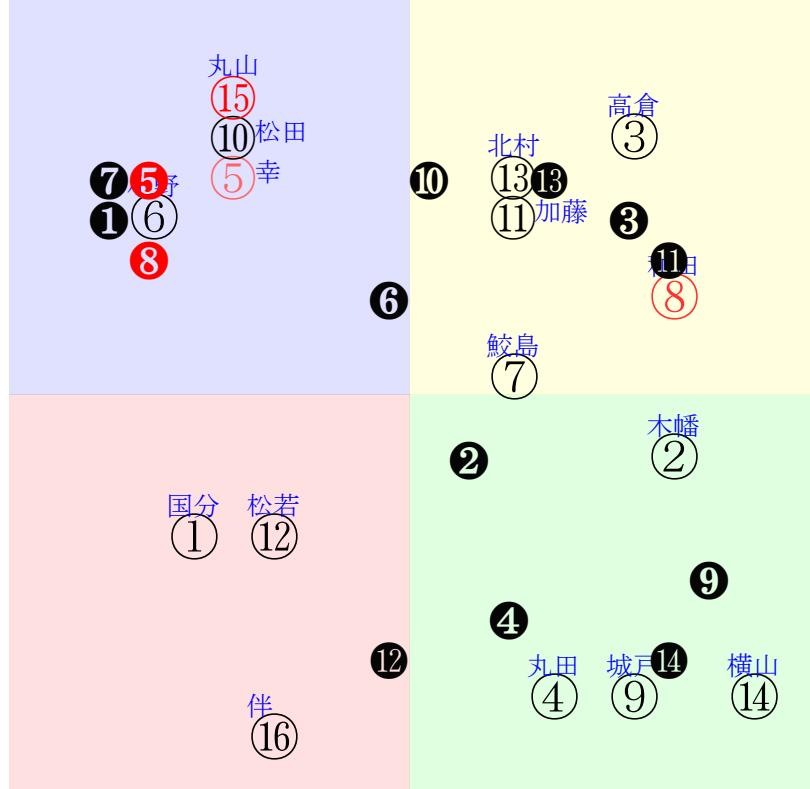 丸山
⑮
高倉
⑩ 松田
③
北村
⑤ 幸
❼ ❺ 野
❿ ⑬ ⓭
❶ ⑥
⑪ 加藤
❸
❽
⓫ 田
❻
⑧
鮫島
⑦
木幡
❷
②
国分 松若
① ⑫
❾
❹
⓬
丸田 城戸 ⓮ 横山
④ ⑨ ⑭
伴
⑯